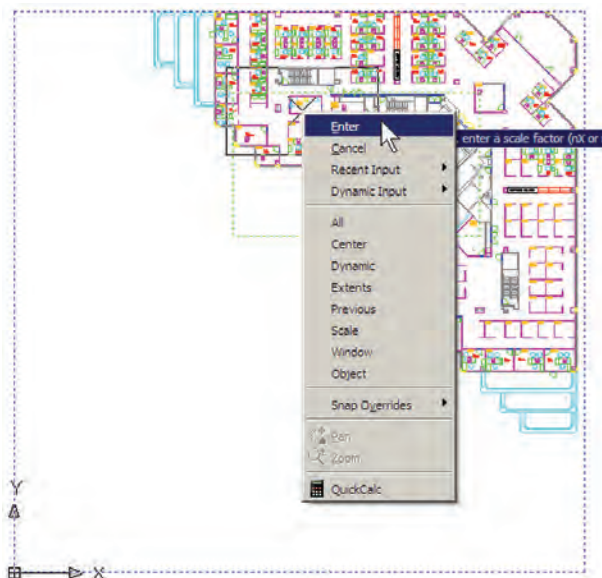 Enter
enter a scale factor (nX or
Cancel
Recent Input
Dynamic Input
All
Center
Dynamic
Extents
Previous
Scale
Window
Object
Snap Overrides
Pan
Zoom
QuickCalc
Y
X